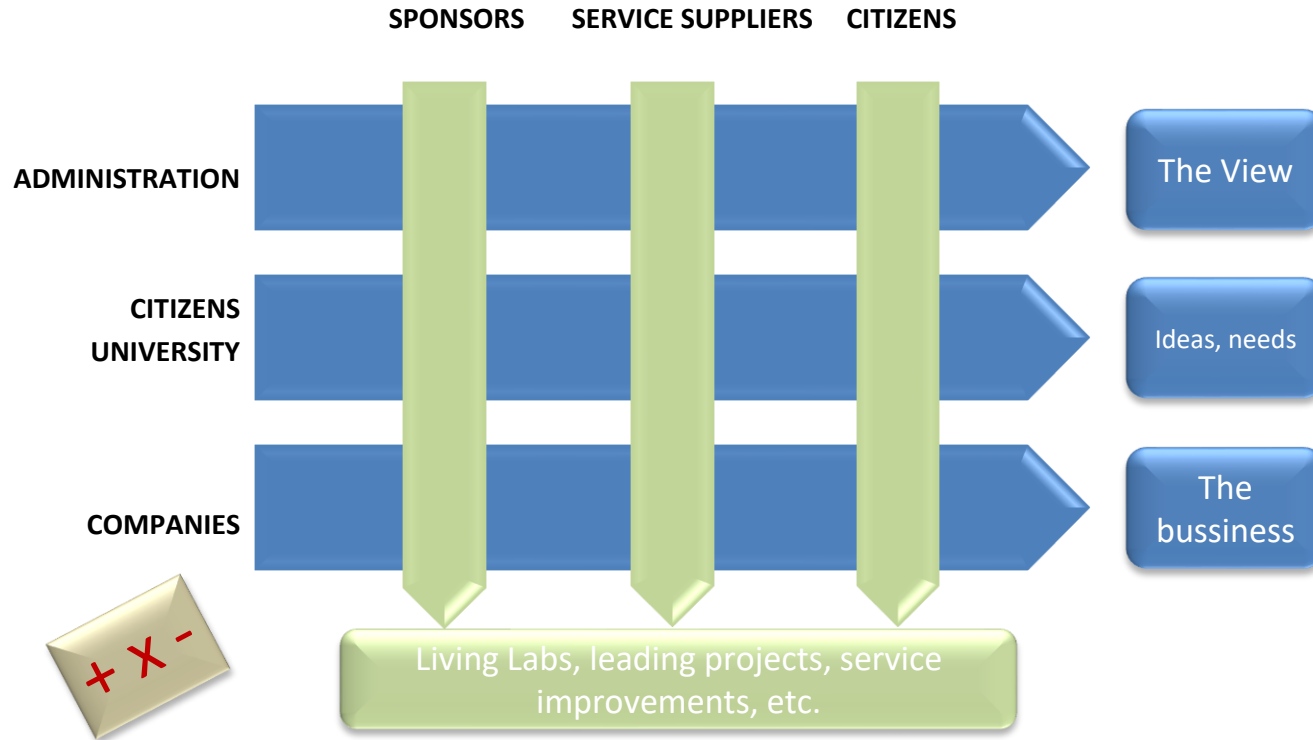 SPONSORS SERVICE SUPPLIERS CITIZENS
ADMINISTRATION
The View
CITIZENS
UNIVERSITY
Ideas, needs
COMPANIES
The
bussiness
+ X -
Living Labs, leading projects, service
improvements, etc.